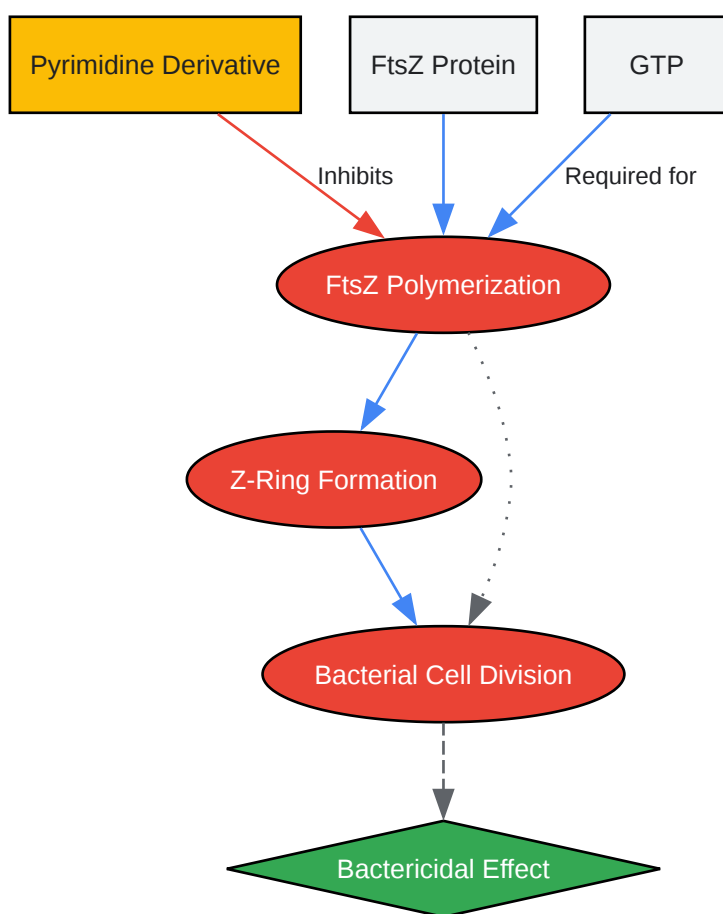 Pyrimidine Derivative
FtsZ Protein
GTP
Inhibits
Required for
FtsZ Polymerization
Z-Ring Formation
Bacterial Cell Division
Bactericidal Effect